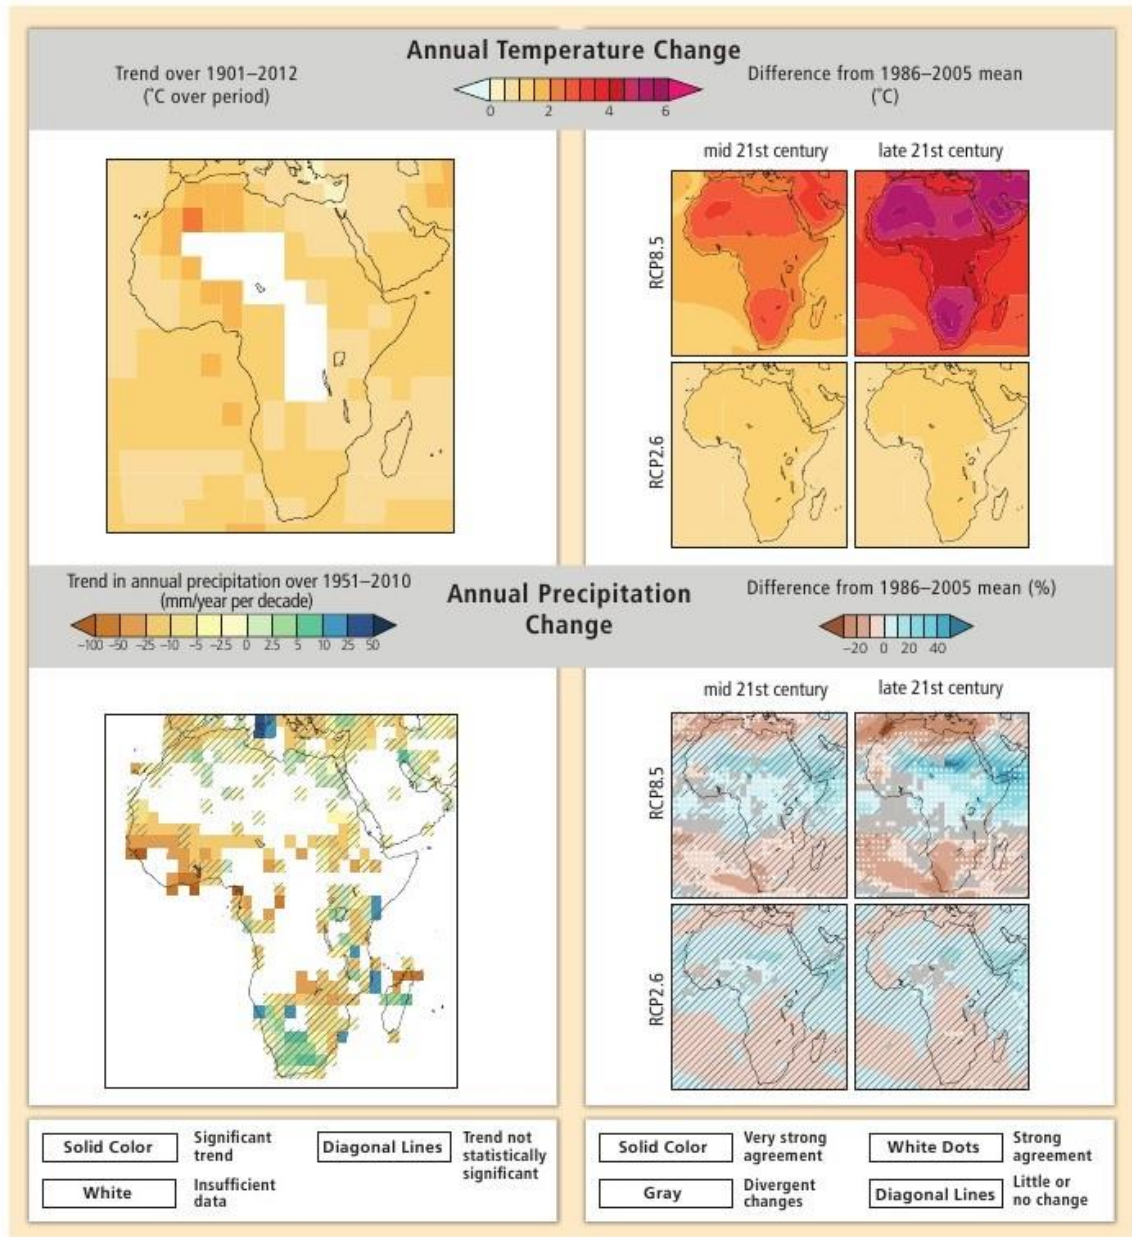 Annual Temperature Change
Trend over 1901–2012
(˚C over period)
0 2 4 6
Difference from 1986–2005 mean
(˚C)
mid 21st century
late 21st century
RCP8.5
RCP2.6
Trend in annual precipitation over 1951–2010
(mm/year per decade)
–100 –50 –25 –10 –5 –2.5 0 2.5 5 10 25 50
Annual Precipitation
Change
Difference from 1986–2005 mean (%)
–20 0 20 40
mid 21st century
late 21st century
RCP8.5
RCP2.6
Solid Color
Significant
trend
Diagonal Lines
Trend not
statistically
significant
White
Insufficient
data
Solid Color
Very strong
agreement
White Dots
Strong
agreement
Gray
Divergent
changes
Diagonal Lines
Little or
no change